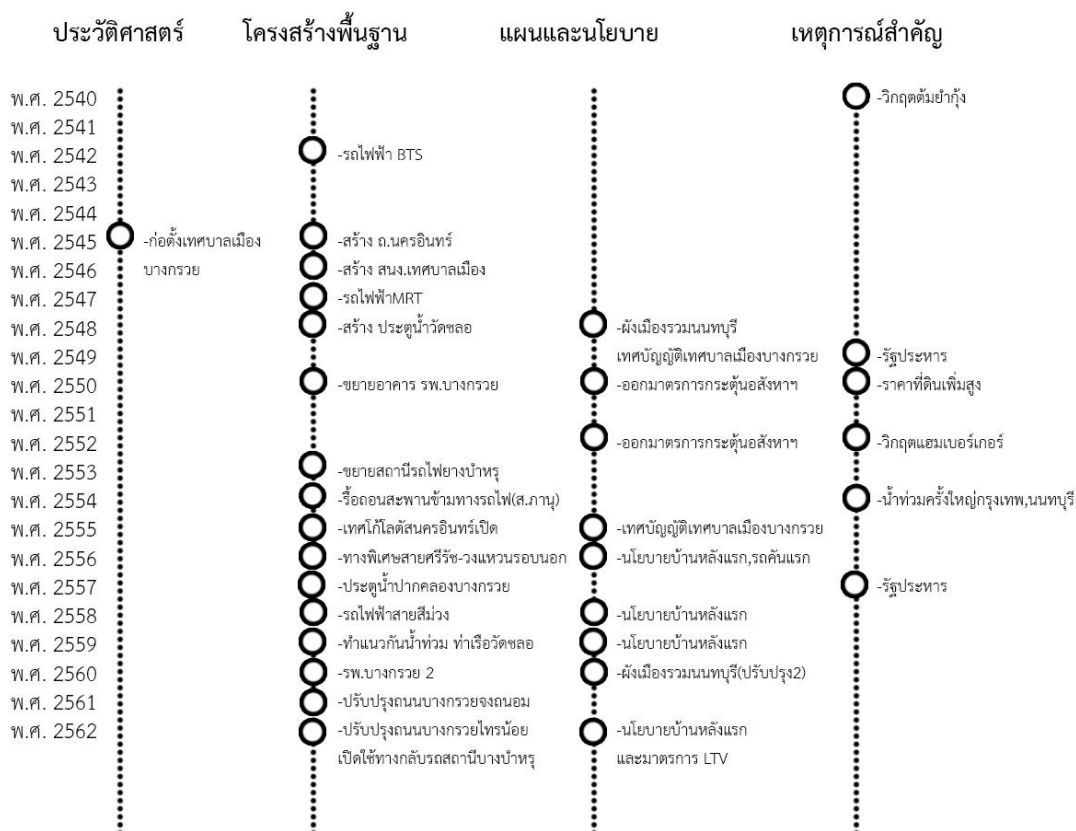 ประวัติศาสตร์ โครงสร้างพื้นฐาน แผนและนโยบาย เหตุการณ์สำคัญ
พ.ศ. 2540 -วิกฤตต้มยำกุ้ง
พ.ศ. 2541
พ.ศ. 2542 -รถไฟฟ้า BTS
พ.ศ. 2543
พ.ศ. 2544
พ.ศ. 2545 -ก่อตั้งเทศบาลเมือง -สร้าง ถ.นครอินทร์
พ.ศ. 2546 บางกรวย -สร้าง สนง.เทศบาลเมือง
พ.ศ. 2547 -รถไฟฟ้าMRT
พ.ศ. 2548 -สร้าง ประตูน้ำวัดชลอ -ผังเมืองรวมนนทบุรี
พ.ศ. 2549 เทศบัญญัติเทศบาลเมืองบางกรวย -รัฐประหาร
พ.ศ. 2550 -ขยายอาคาร รพ.บางกรวย -ออกมาตรการกระตุ้นอสังหาฯ -ราคาที่ดินเพิ่มสูง
พ.ศ. 2551
พ.ศ. 2552 -ออกมาตรการกระตุ้นอสังหาฯ -วิกฤตแฮมเบอร์เกอร์
พ.ศ. 2553 -ขยายสถานีรถไฟยางบำหรุ
พ.ศ. 2554 -รื้อถอนสะพานข้ามทางรถไฟ(ส.ภานุ) -น้ำท่วมครั้งใหญ่กรุงเทพ,นนทบุรี
พ.ศ. 2555 -เทศโก้โลตัสนครอินทร์เปิด -เทศบัญญัติเทศบาลเมืองบางกรวย
พ.ศ. 2556 -ทางพิเศษสายศรีรัช-วงแหวนรอบนอก -นโยบายบ้านหลังแรก,รถคันแรก
พ.ศ. 2557 -ประตูน้ำปากคลองบางกรวย -รัฐประหาร
พ.ศ. 2558 -รถไฟฟ้าสายสีม่วง -นโยบายบ้านหลังแรก
พ.ศ. 2559 -ทำแนวกันน้ำท่วม ท่าเรือวัดชลอ -นโยบายบ้านหลังแรก
พ.ศ. 2560 -รพ.บางกรวย 2 -ผังเมืองรวมนนทบุรี(ปรับปรุง2)
พ.ศ. 2561 -ปรับปรุงถนนบางกรวยจงถนอม
พ.ศ. 2562 -ปรับปรุงถนนบางกรวยไทรน้อย -นโยบายบ้านหลังแรก
เปิดใช้ทางกลับรถสถานีบางบำหรุ และมาตรการ LTV